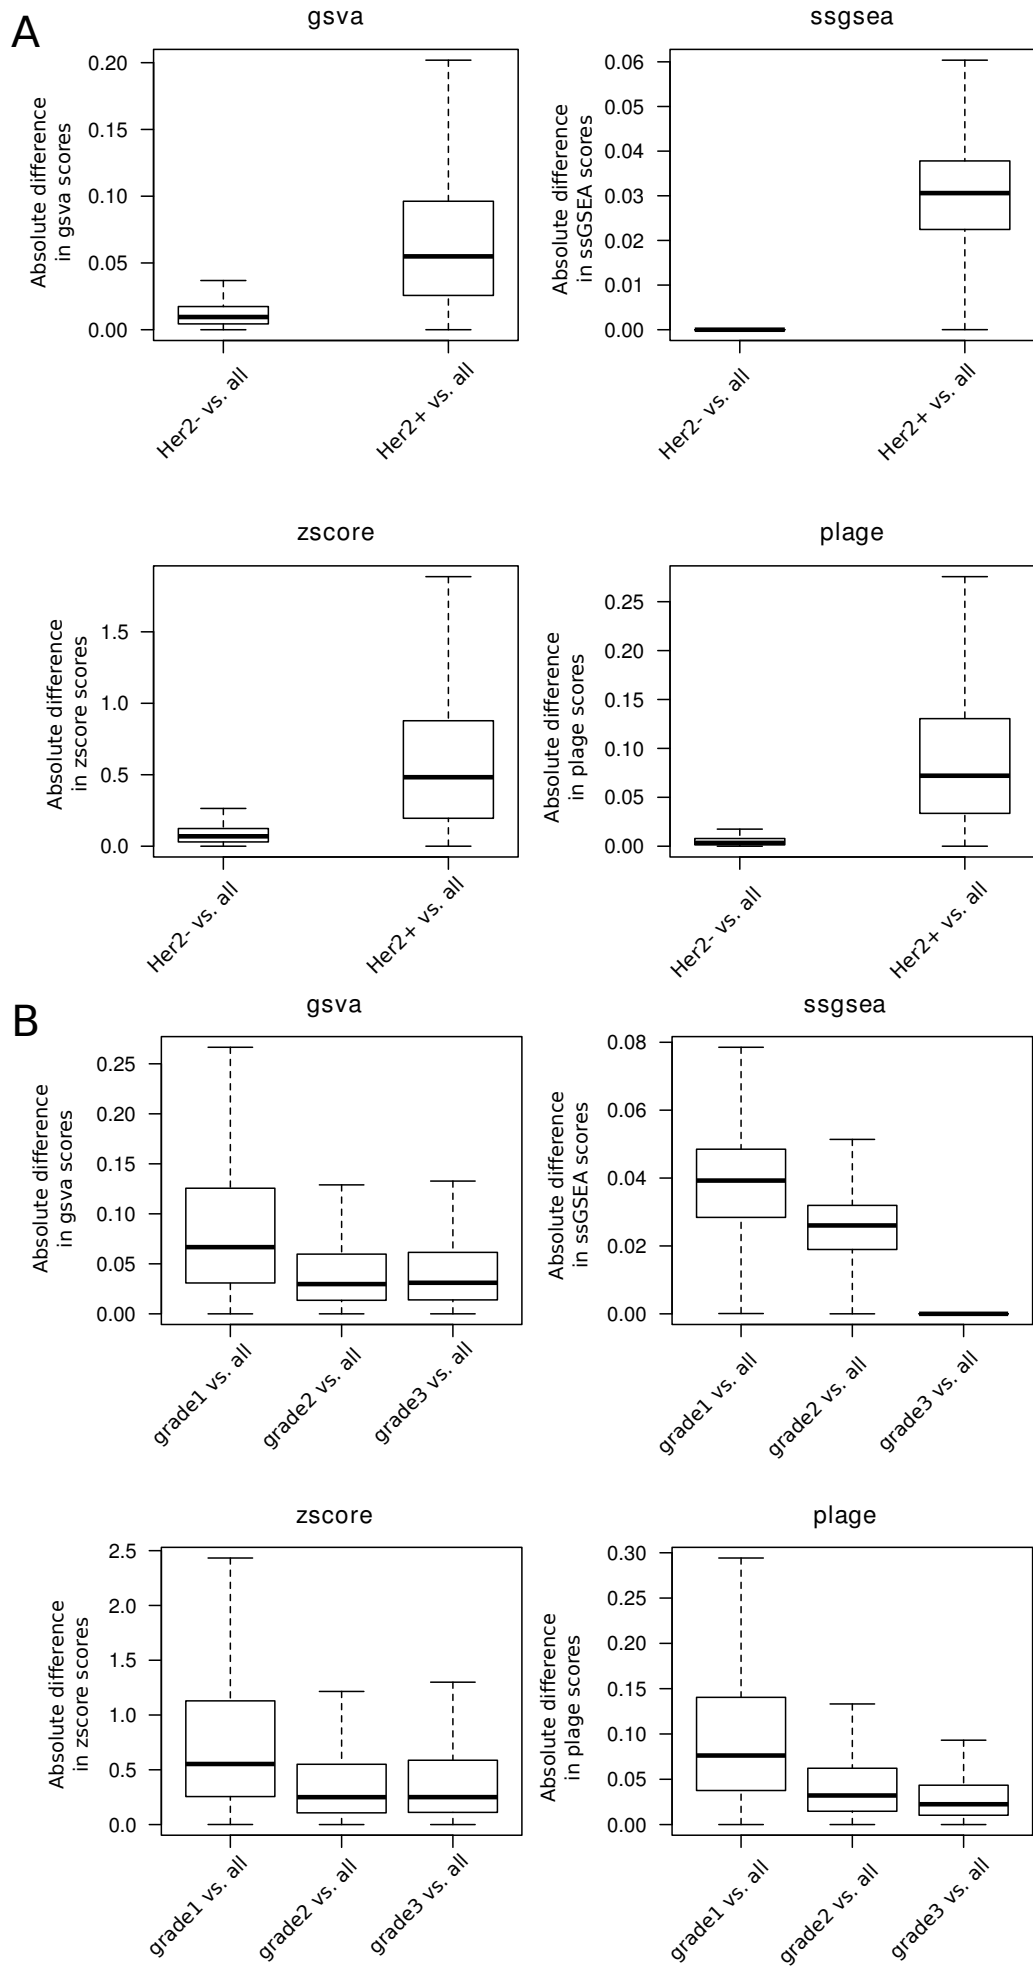 A
gsva
Absolute difference
in gsva scores
0.20
0.15
0.10
0.05
0.00
Her2- vs. all
Her2+ vs. all
ssgsea
Absolute difference
in ssGSEA scores
0.06
0.05
0.04
0.03
0.02
0.01
0.00
Her2- vs. all
Her2+ vs. all
zscore
Absolute difference
in zscore scores
1.5
1.0
0.5
0.0
Her2- vs. all
Her2+ vs. all
plage
Absolute difference
in plage scores
0.25
0.20
0.15
0.10
0.05
0.00
Her2- vs. all
Her2+ vs. all
B
gsva
Absolute difference
in gsva scores
0.25
0.20
0.15
0.10
0.05
0.00
grade1 vs. all
grade2 vs. all
grade3 vs. all
ssgsea
Absolute difference
in ssGSEA scores
0.08
0.06
0.04
0.02
0.00
grade1 vs. all
grade2 vs. all
grade3 vs. all
zscore
Absolute difference
in zscore scores
2.5
2.0
1.5
1.0
0.5
0.0
grade1 vs. all
grade2 vs. all
grade3 vs. all
plage
Absolute difference
in plage scores
0.30
0.25
0.20
0.15
0.10
0.05
0.00
grade1 vs. all
grade2 vs. all
grade3 vs. all